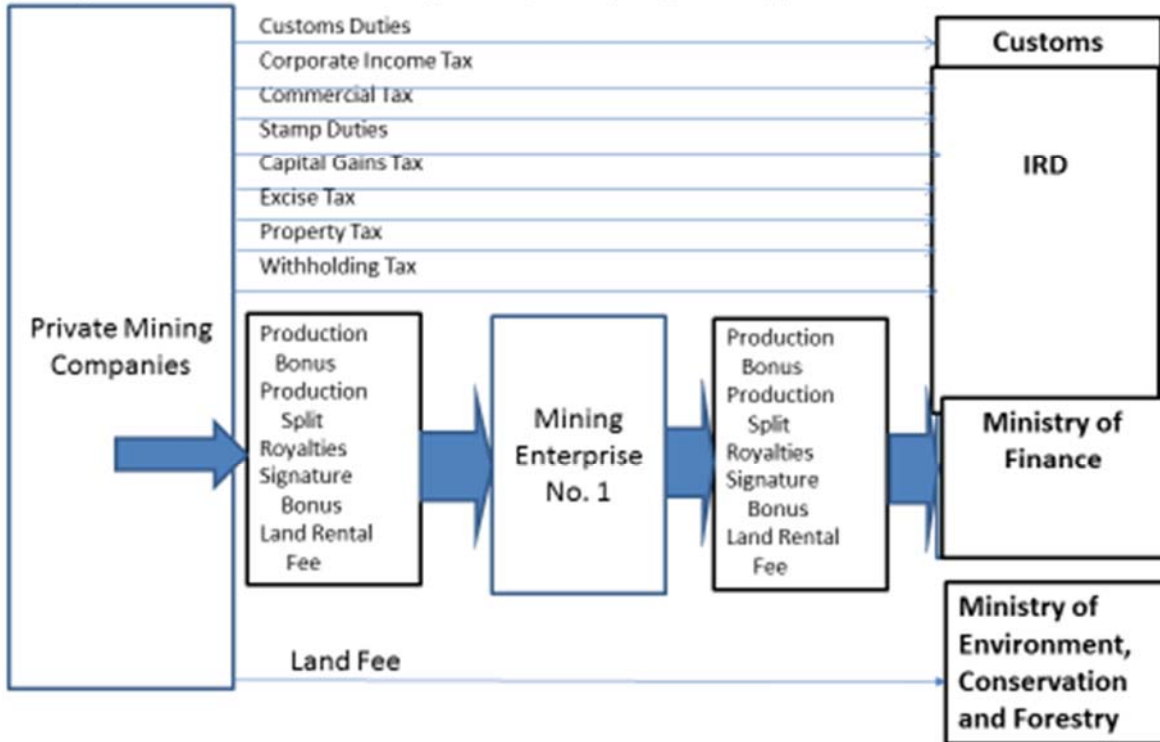 Customs Duties
Corporate Income Tax
Commercial Tax
Stamp Duties
Capital Gains Tax
Excise Tax
Property Tax
Withholding Tax
Customs
IRD
Private Mining
Companies
Production
Bonus
Production
Split
Royalties
Signature
Bonus
Land Rental
Fee
Mining
Enterprise
No. 1
Production
Bonus
Production
Split
Royalties
Signature
Bonus
Land Rental
Fee
Ministry of
Finance
Land Fee
Ministry of
Environment,
Conservation
and Forestry